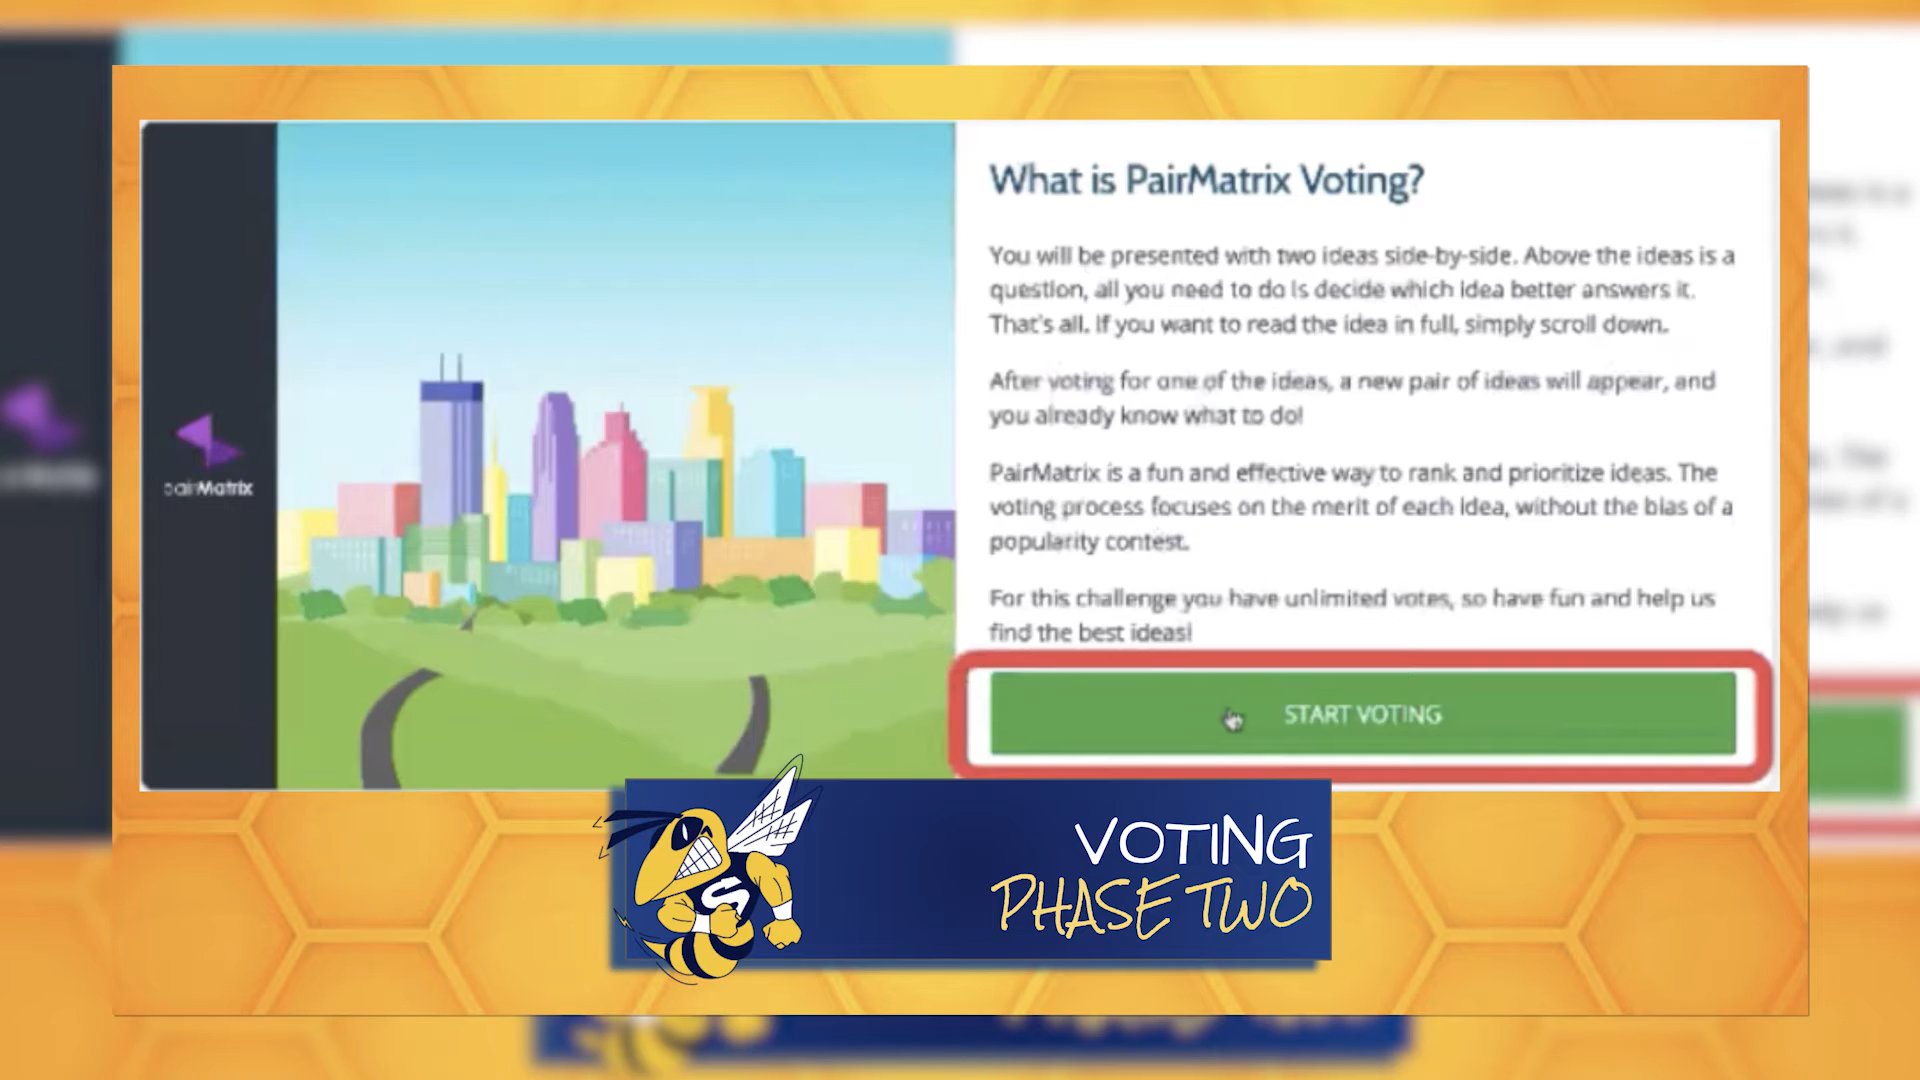 What is PairMatrix Voting?
You will be presented with two ideas side-by-side. Above the ideas is a
question, all you need to do is decide which idea better answers it.
That's all. If you want to read the idea in full, simply scroll down.
After voting for one of the ideas, a new pair of ideas will appear, and
you already know what to do!
PairMatrix is a fun and effective way to rank and prioritize ideas. The
voting process focuses on the merit of each idea, without the bias of a
popularity contest.
For this challenge you have unlimited votes, so have fun and help us
find the best ideas!
START VOTING
pairMatrix
S
VOTING
PHASE TWO